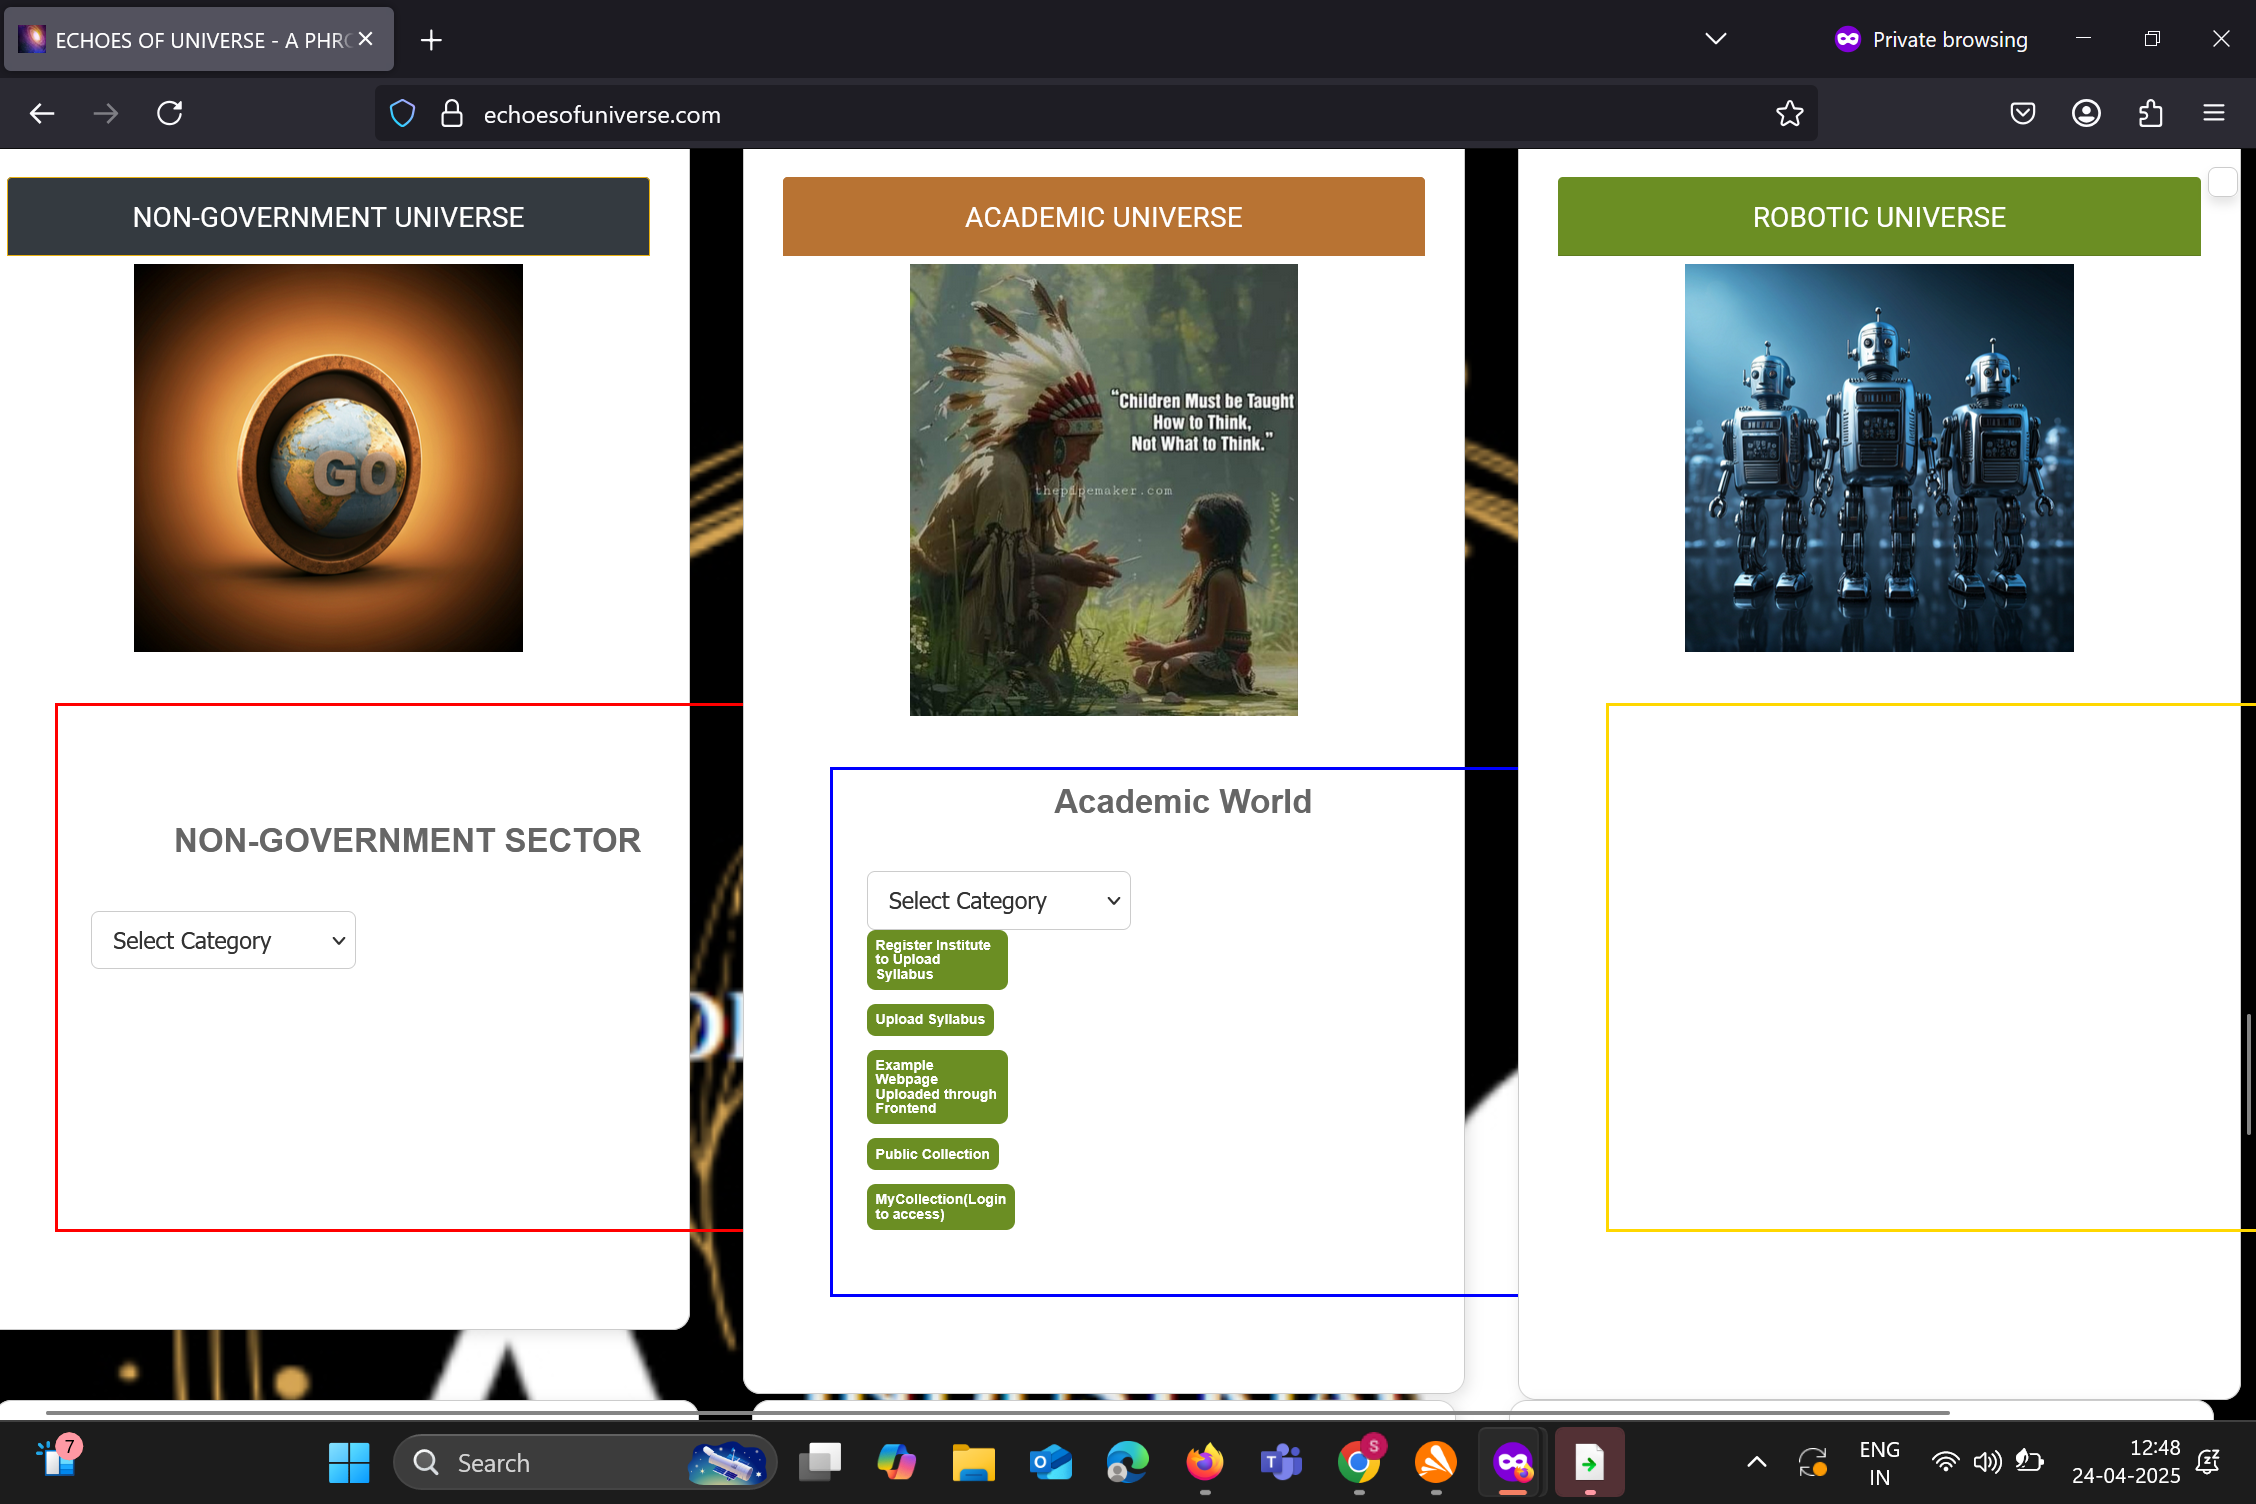 ECHOES OF UNIVERSE - A PHRO
Private browsing
echoesofuniverse.com
NON-GOVERNMENT UNIVERSE
GO
NON-GOVERNMENT SECTOR
Select Category
ACADEMIC UNIVERSE
“Children Must be Taught
How to Think,
Not What to Think.”
thepipemaker.com
Academic World
Select Category
Register Institute
to Upload
Syllabus
Upload Syllabus
Example
Webpage
Uploaded through
Frontend
Public Collection
MyCollection(Login
to access)
ROBOTIC UNIVERSE
7
Search
S
ENG
IN
12:48
24-04-2025